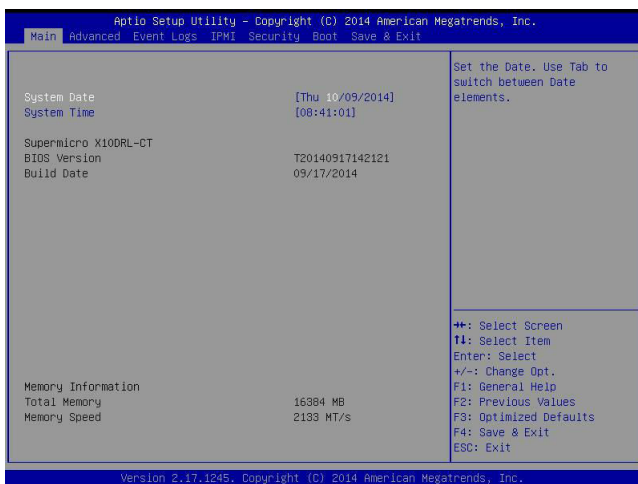 Aptio Setup Utility – Copyright (C) 2014 American Megatrends, Inc.
Main Advanced Event Logs IPMI Security Boot Save & Exit
System Date [Thu 10/09/2014]
System Time [08:41:01]
Supermicro X10DRL-CT
BIOS Version T20140917142121
Build Date 09/17/2014
Memory Information
Total Memory 16384 MB
Memory Speed 2133 MT/s
Set the Date. Use Tab to
switch between Date
elements.
→←: Select Screen
↑↓: Select Item
Enter: Select
+/-: Change Opt.
F1: General Help
F2: Previous Values
F3: Optimized Defaults
F4: Save & Exit
ESC: Exit
Version 2.17.1245. Copyright (C) 2014 American Megatrends, Inc.